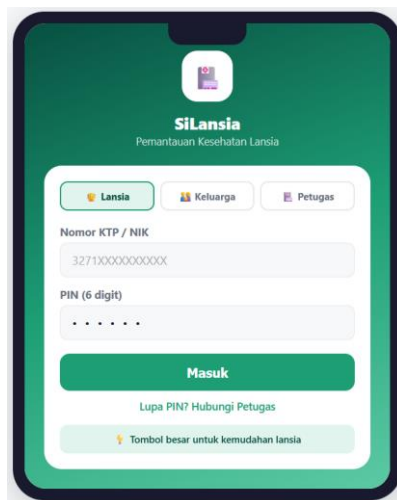 SiLansia
Pemantauan Kesehatan Lansia
Lansia
Keluarga
Petugas
Nomor KTP / NIK
3271XXXXXXXXXX
PIN (6 digit)
••••••
Masuk
Lupa PIN? Hubungi Petugas
Tombol besar untuk kemudahan lansia